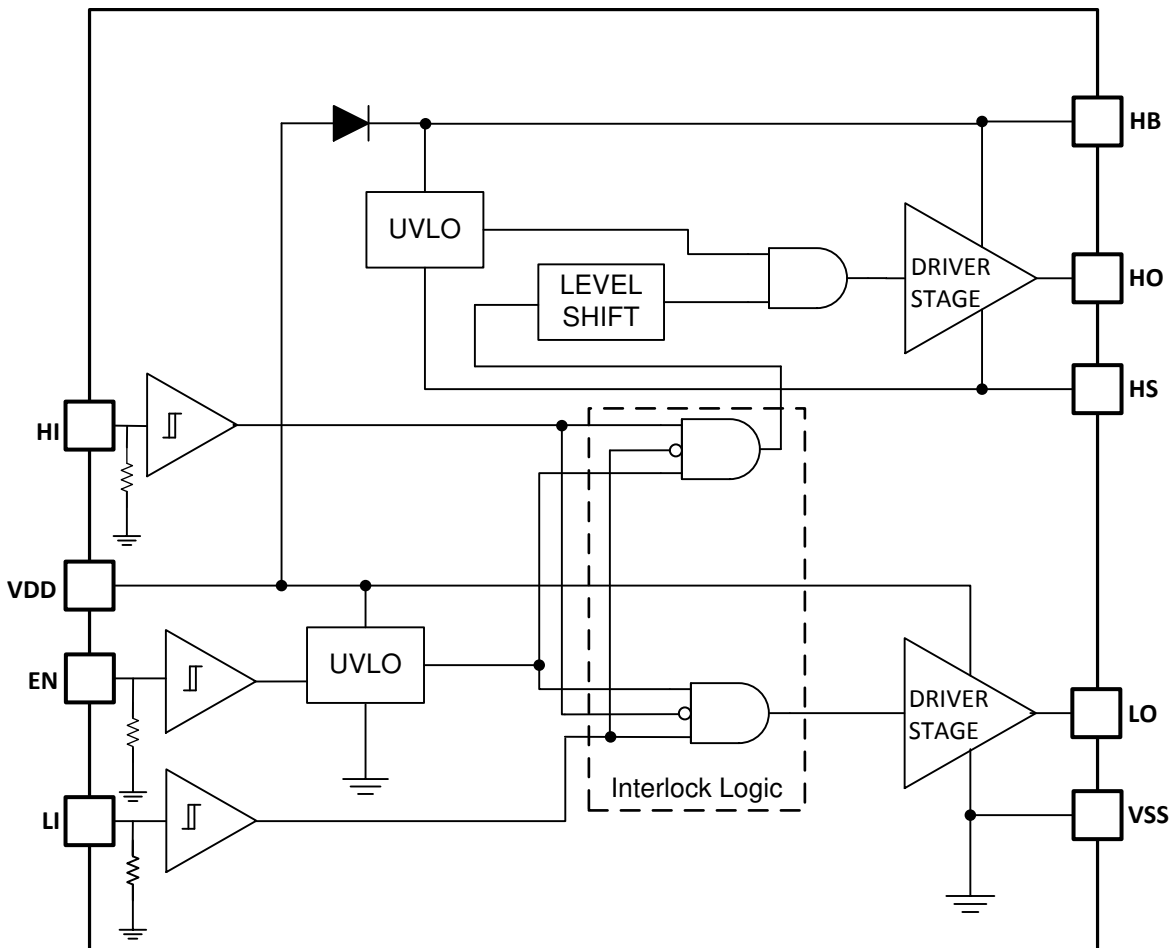 HB
UVLO
DRIVER
STAGE
HO
LEVEL
SHIFT
HS
HI
VDD
EN
UVLO
DRIVER
STAGE
LO
Interlock Logic
LI
VSS